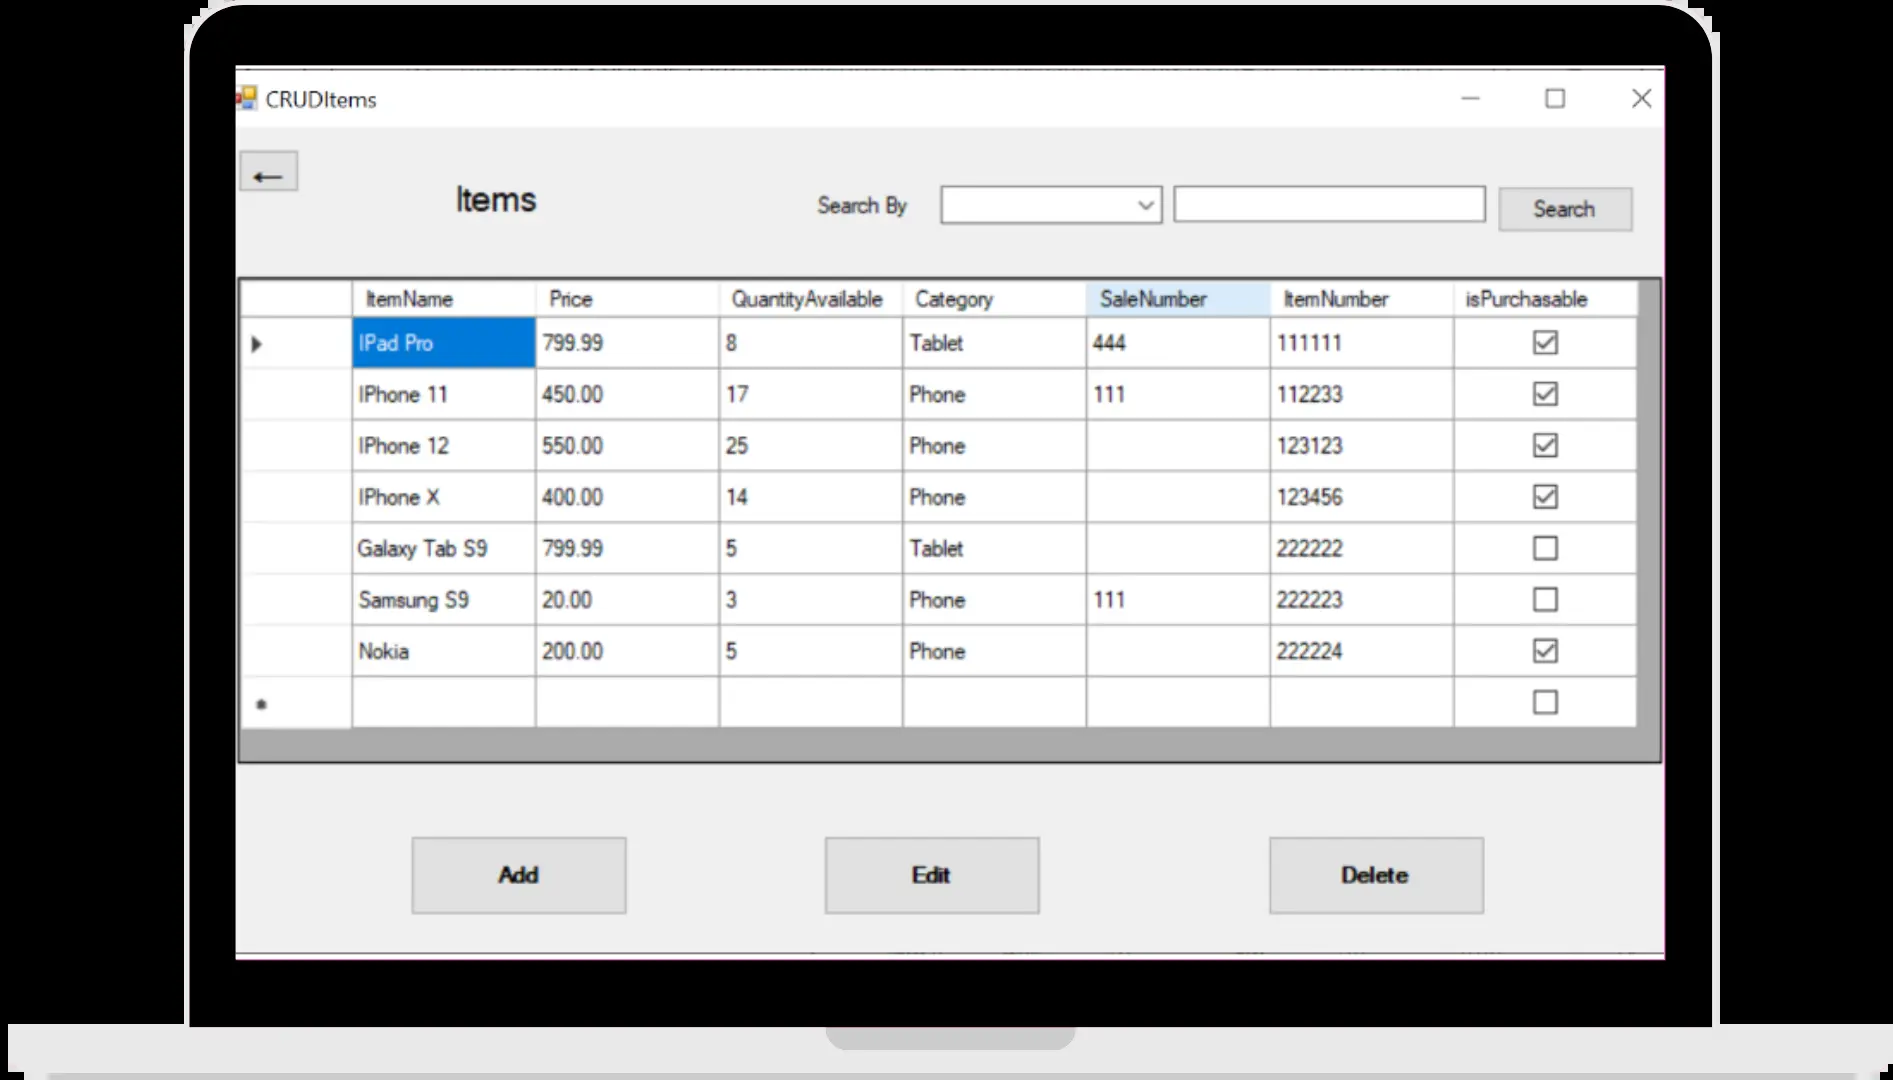 CRUDItems
←
Items
Search By
Search
ItemName Price QuantityAvailable Category SaleNumber ItemNumber isPurchasable
IPad Pro 799.99 8 Tablet 444 111111
IPhone 11 450.00 17 Phone 111 112233
IPhone 12 550.00 25 Phone 123123
IPhone X 400.00 14 Phone 123456
Galaxy Tab S9 799.99 5 Tablet 222222
Samsung S9 20.00 3 Phone 111 222223
Nokia 200.00 5 Phone 222224
Add Edit Delete